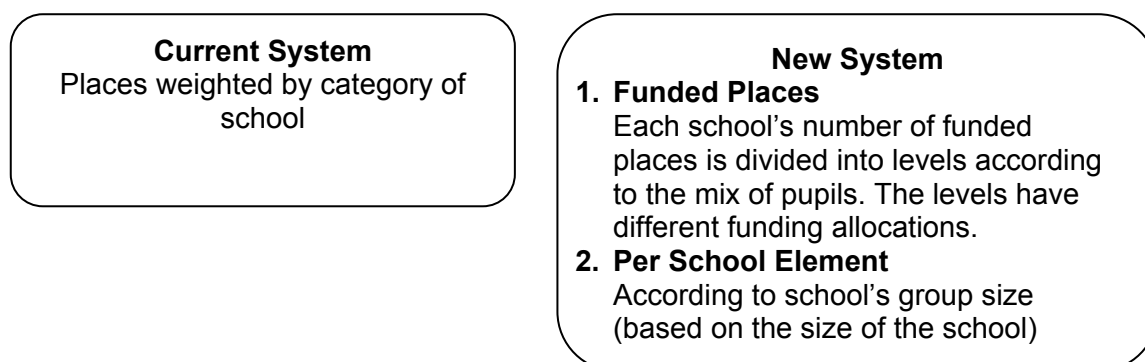 Current System
Places weighted by category of
school
New System
1. Funded Places
Each school’s number of funded
places is divided into levels according
to the mix of pupils. The levels have
different funding allocations.
2. Per School Element
According to school’s group size
(based on the size of the school)